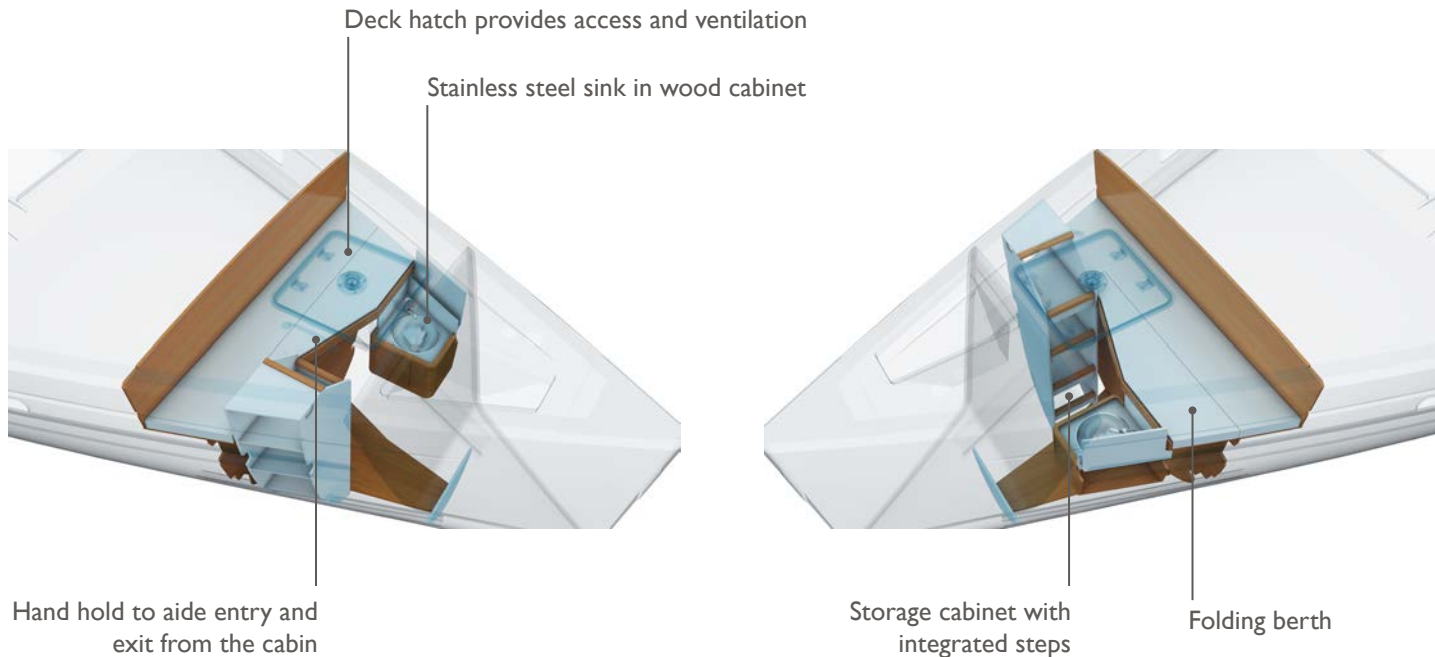 Deck hatch provides access and ventilation
Stainless steel sink in wood cabinet
Hand hold to aide entry and
exit from the cabin
Storage cabinet with
integrated steps
Folding berth